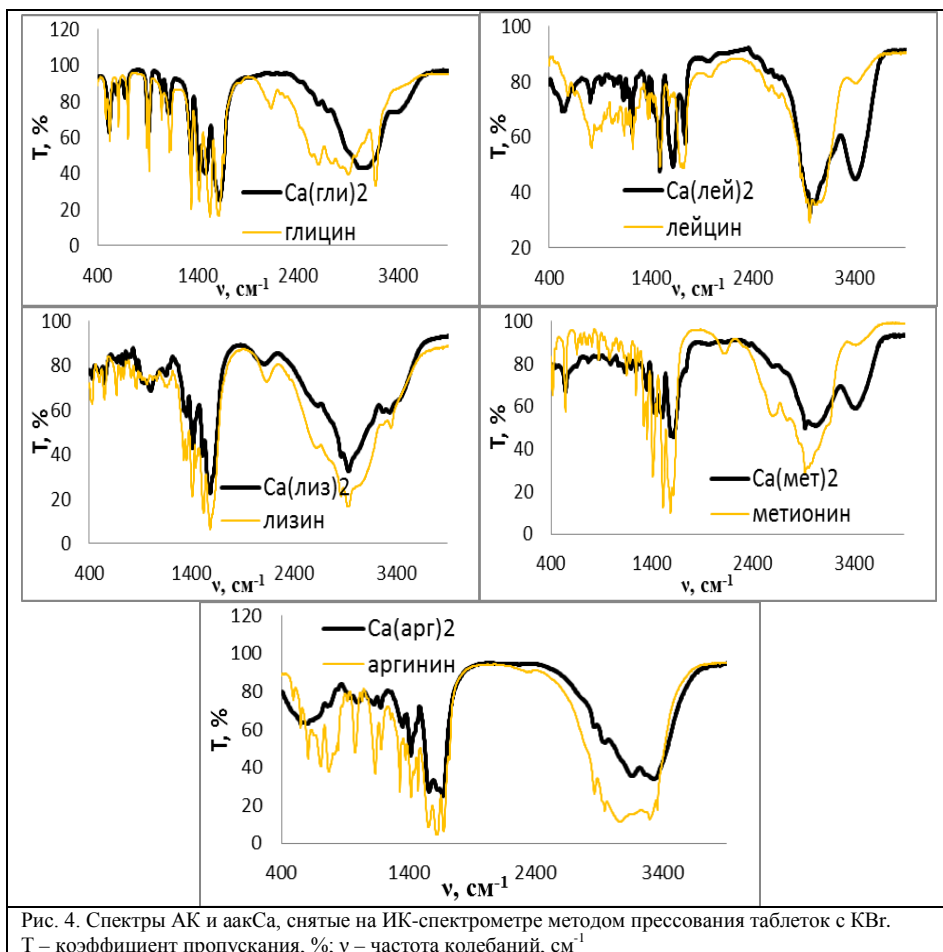 120
100
80
60
40
20
0
T, %
Ca(гли)2
глицин
400
1400
2400
3400
ν, см-1
100
80
60
40
20
T, %
Ca(лей)2
лейцин
400
1400
2400
3400
ν, см-1
100
80
60
40
20
0
T, %
Ca(лиз)2
лизин
400
1400
2400
3400
ν, см-1
100
80
60
40
20
0
T, %
Ca(мет)2
метионин
400
1400
2400
3400
ν, см-1
120
100
80
60
40
20
0
T, %
Ca(арг)2
аргинин
400
1400
2400
3400
ν, см-1
Рис. 4. Спектры АК и аакСа, снятые на ИК-спектрометре методом прессования таблеток с KBr.
T – коэффициент пропускания, %; ν – частота колебаний, см-1